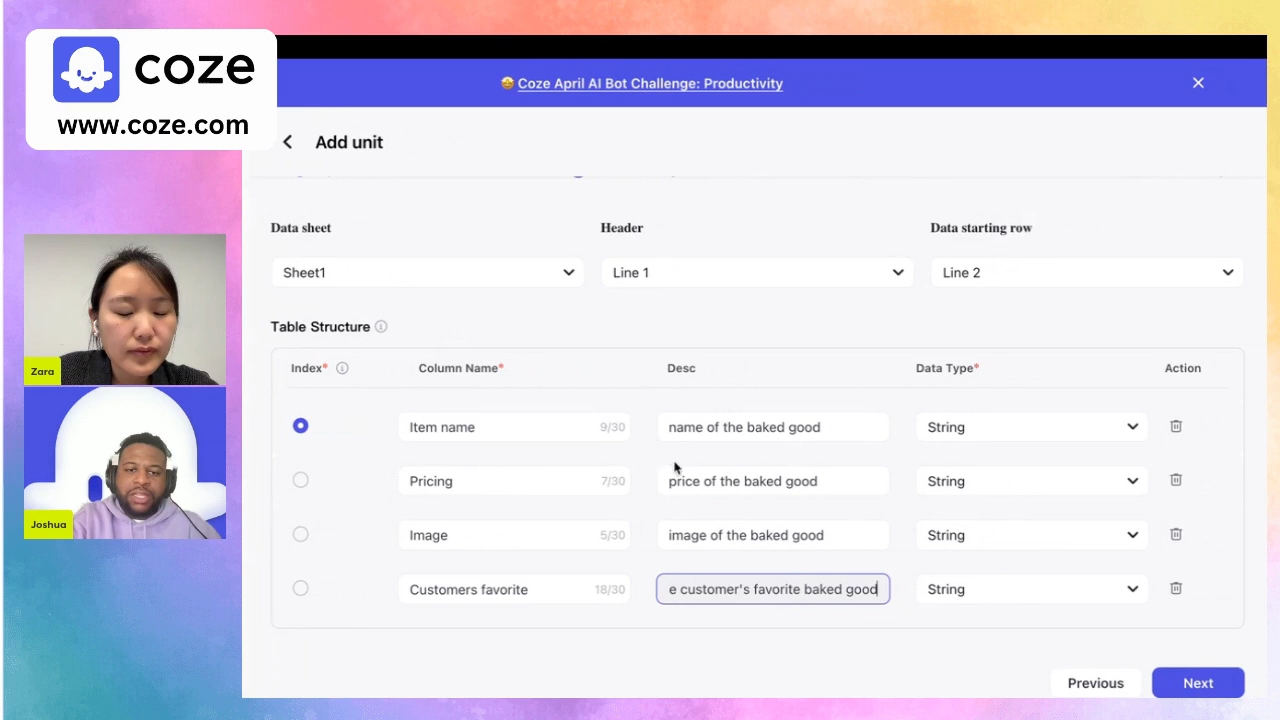 coze
www.coze.com
Coze April AI Bot Challenge: Productivity
Add unit
Data sheet
Header
Data starting row
Sheet1
Line 1
Line 2
Table Structure
Index*
Column Name*
Desc
Data Type*
Action
Item name 9/30
name of the baked good
String
Pricing 7/30
price of the baked good
String
Image 5/30
image of the baked good
String
Customers favorite 18/30
e customer's favorite baked good
String
Previous
Next
Zara
Joshua